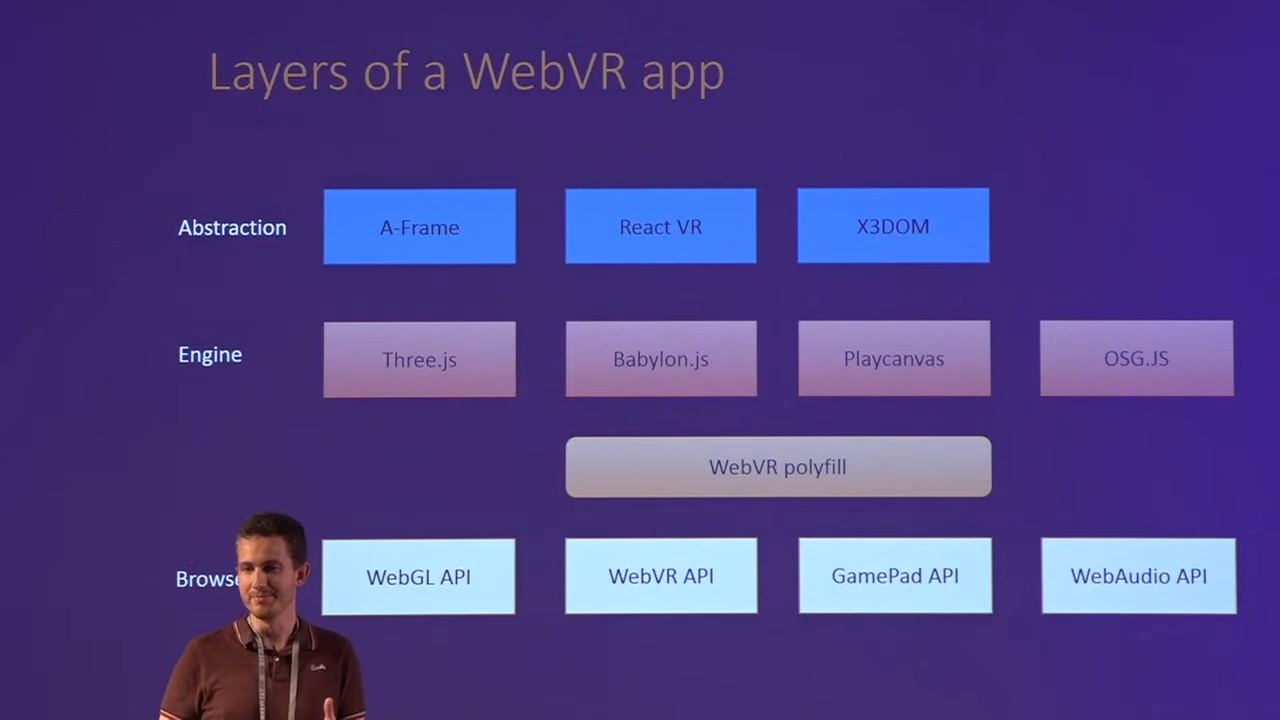 Layers of a WebVR app
Abstraction
A-Frame
React VR
X3DOM
Engine
Three.js
Babylon.js
Playcanvas
OSG.JS
WebVR polyfill
WebGL API
WebVR API
GamePad API
WebAudio API